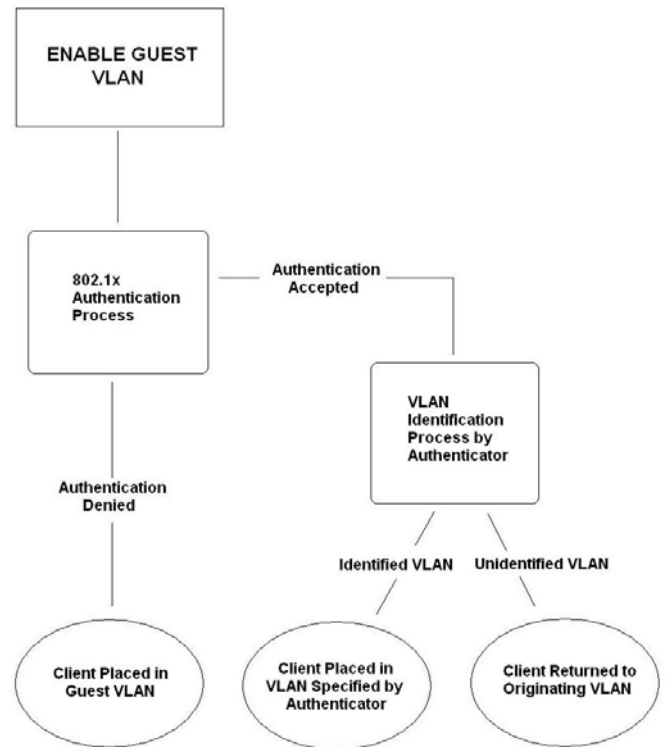 ENABLE GUEST
VLAN
802.1x
Authentication
Process
Authentication
Accepted
VLAN
Identification
Process by
Authenticator
Authentication
Denied
Identified VLAN
Unidentified VLAN
Client Placed in
Guest VLAN
Client Placed in
VLAN Specified by
Authenticator
Client Returned to
Originating VLAN